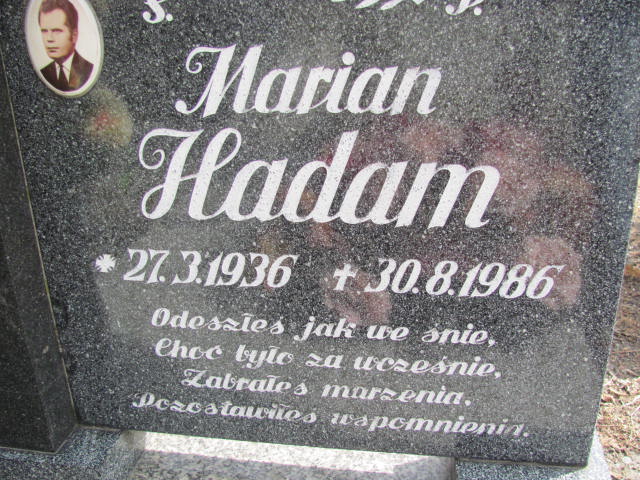 Ś. P.
Marian
Hadam
* 27.3.1936 + 30.8.1986
Odeszłeś jak we śnie,
Choć było za wcześnie,
Zabrałeś marzenia,
Pozostawiłeś wspomnienia.